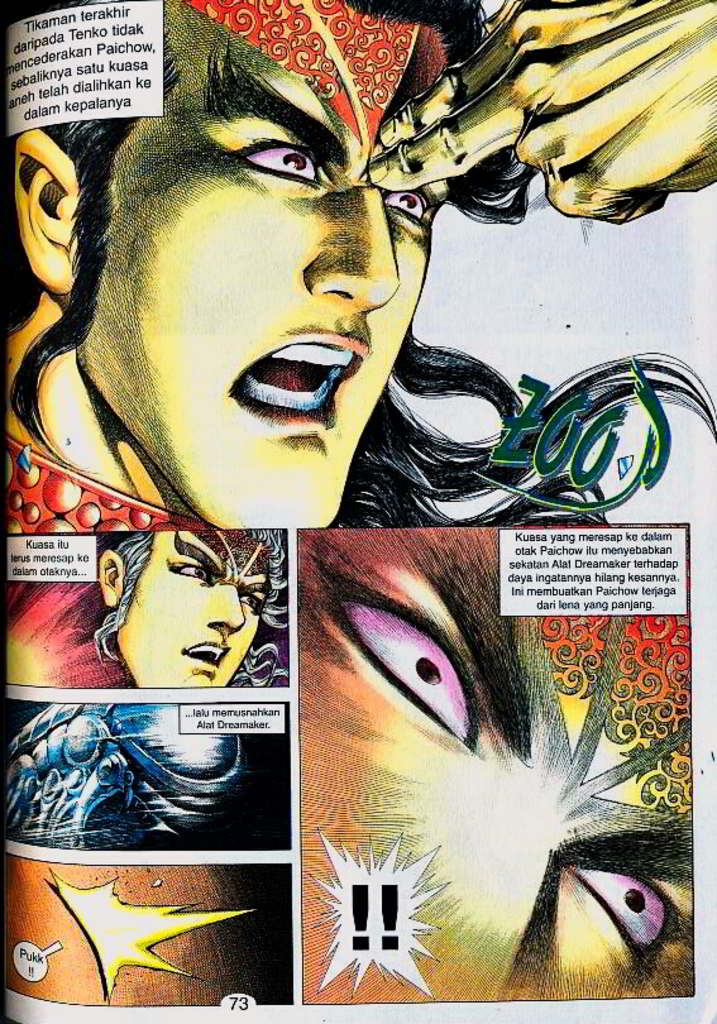 Tikaman terakhir
daripada Tenko tidak
mencederakan Paichow,
sebaliknya satu kuasa
aneh telah dialihkan ke
dalam kepalanya
ZOO
Kuasa itu
terus meresap ke
dalam otaknya...
Kuasa yang meresap ke dalam
otak Paichow itu menyebabkan
sekatan Alat Dreamaker terhadap
daya ingatannya hilang kesannya.
Ini membuatkan Paichow terjaga
dari lena yang panjang.
...lalu memusnahkan
Alat Dreamaker.
!!
Pukk
!!
73